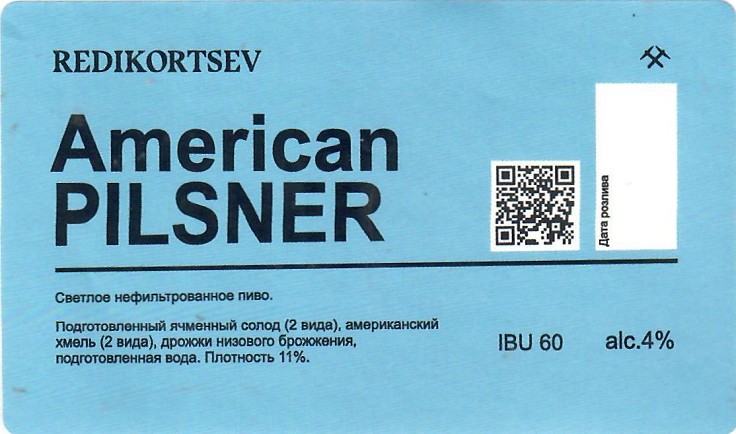 REDIKORTSEV
American
PILSNER
Дата розлива
Светлое нефильтрованное пиво.
Подготовленный ячменный солод (2 вида), американский
хмель (2 вида), дрожжи низового брожжения,
подготовленная вода. Плотность 11%.
IBU 60
alc.4%